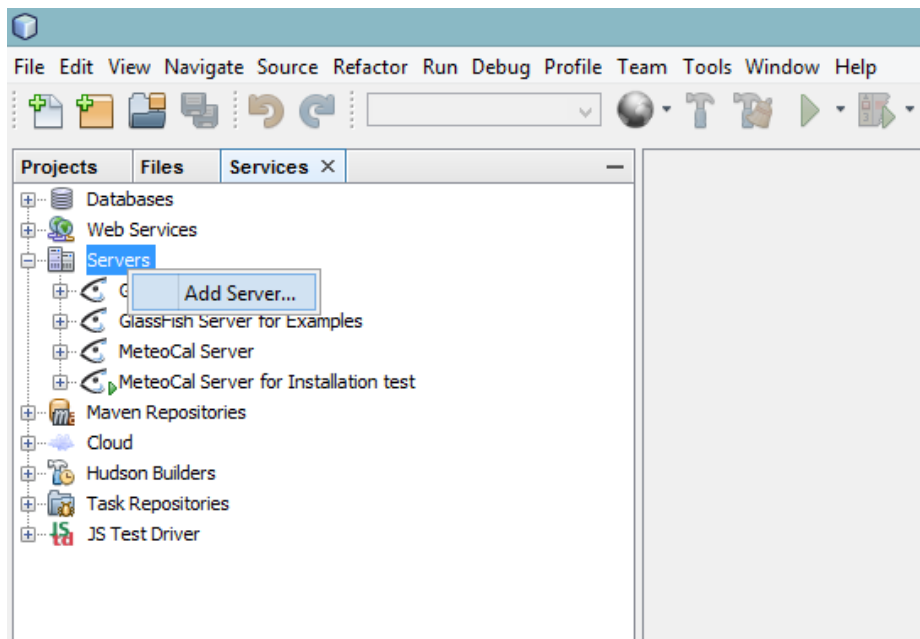 File Edit View Navigate Source Refactor Run Debug Profile Team Tools Window Help
Projects Files Services
Databases
Web Services
Servers
Add Server...
GlassFish Server for Examples
MeteoCal Server
MeteoCal Server for Installation test
Maven Repositories
Cloud
Hudson Builders
Task Repositories
JS Test Driver